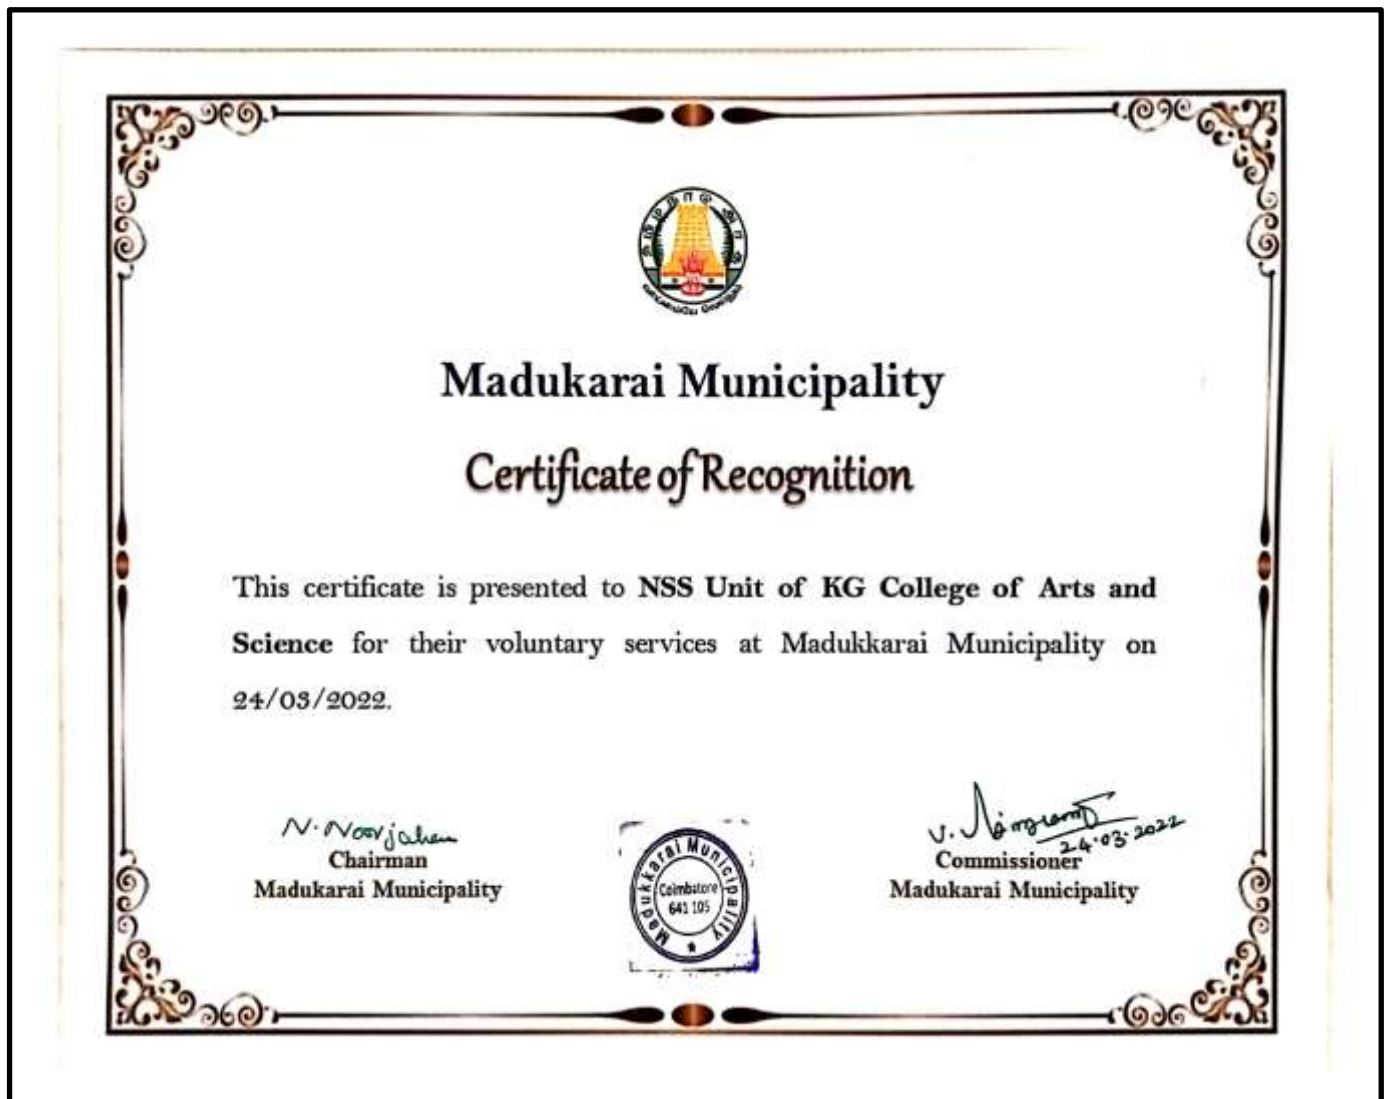 தமிழ்நாடு அரசு
வாய்மையே வெல்லும்
Madukarai Municipality
Certificate of Recognition
This certificate is presented to NSS Unit of KG College of Arts and
Science for their voluntary services at Madukkarai Municipality on
24/03/2022.
N. Noorjahan
Chairman
Madukarai Municipality
Madukkarai Municipality
Coimbatore
641 105
V.
24.03.2022
Commissioner
Madukarai Municipality